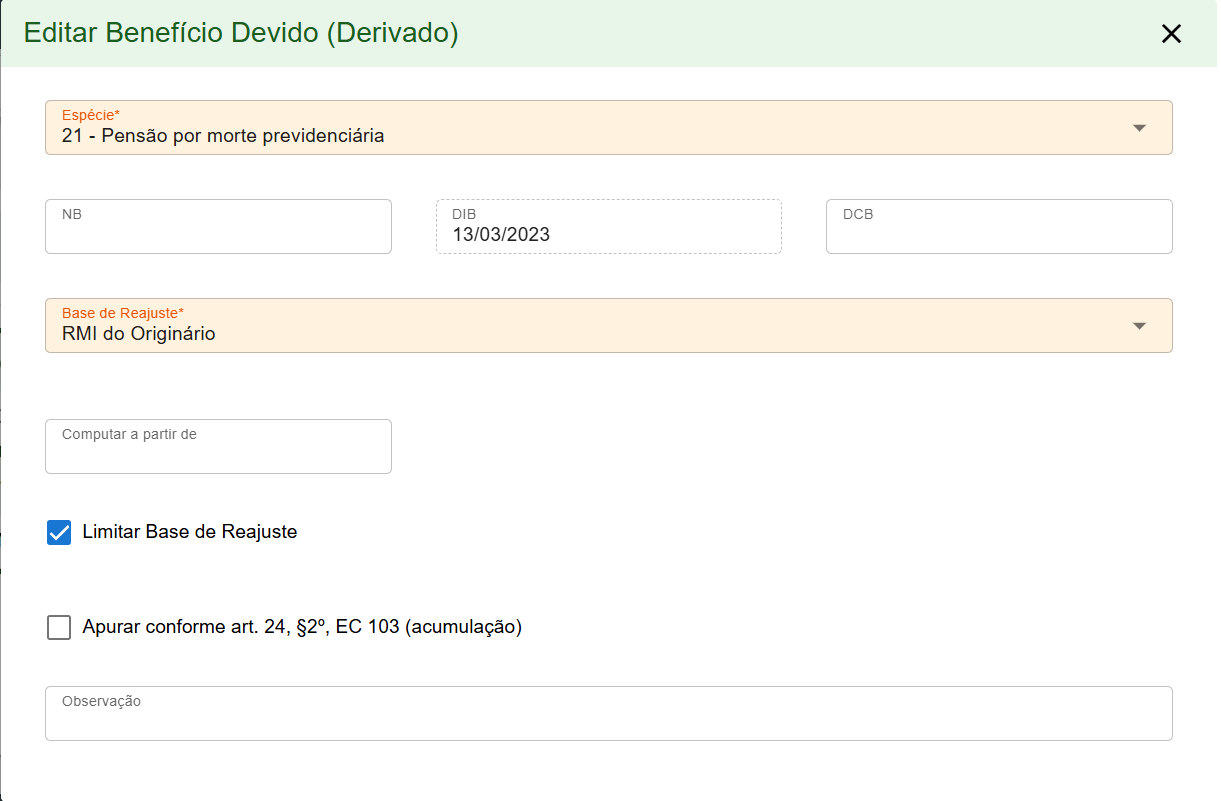 Editar Benefício Devido (Derivado)
Espécie*
21 - Pensão por morte previdenciária
NB
DIB
13/03/2023
DCB
Base de Reajuste*
RMI do Originário
Computar a partir de
Limitar Base de Reajuste
Apurar conforme art. 24, §2º, EC 103 (acumulação)
Observação